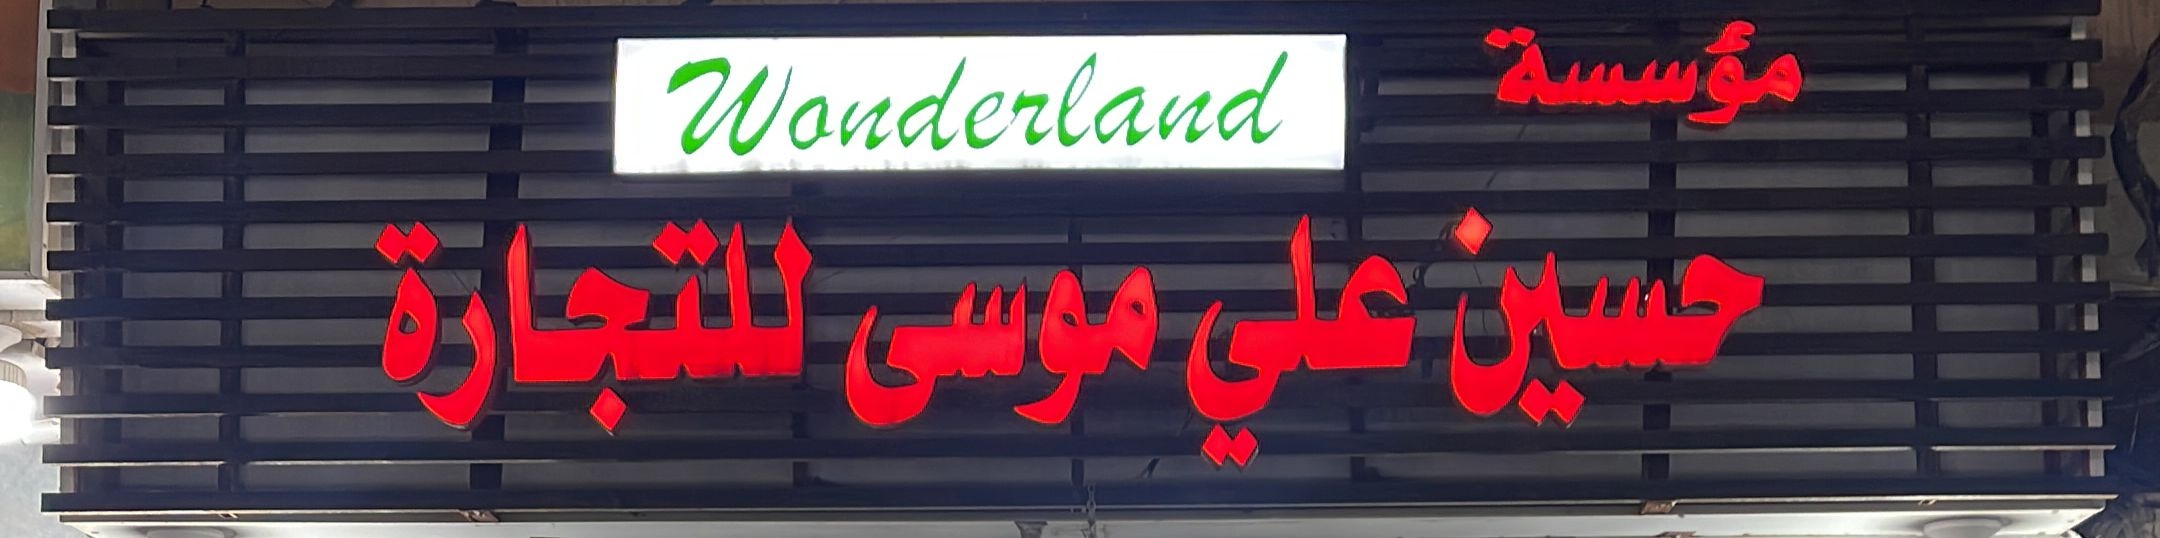 مؤسسة
Wonderland
حسين علي موسى للتجارة